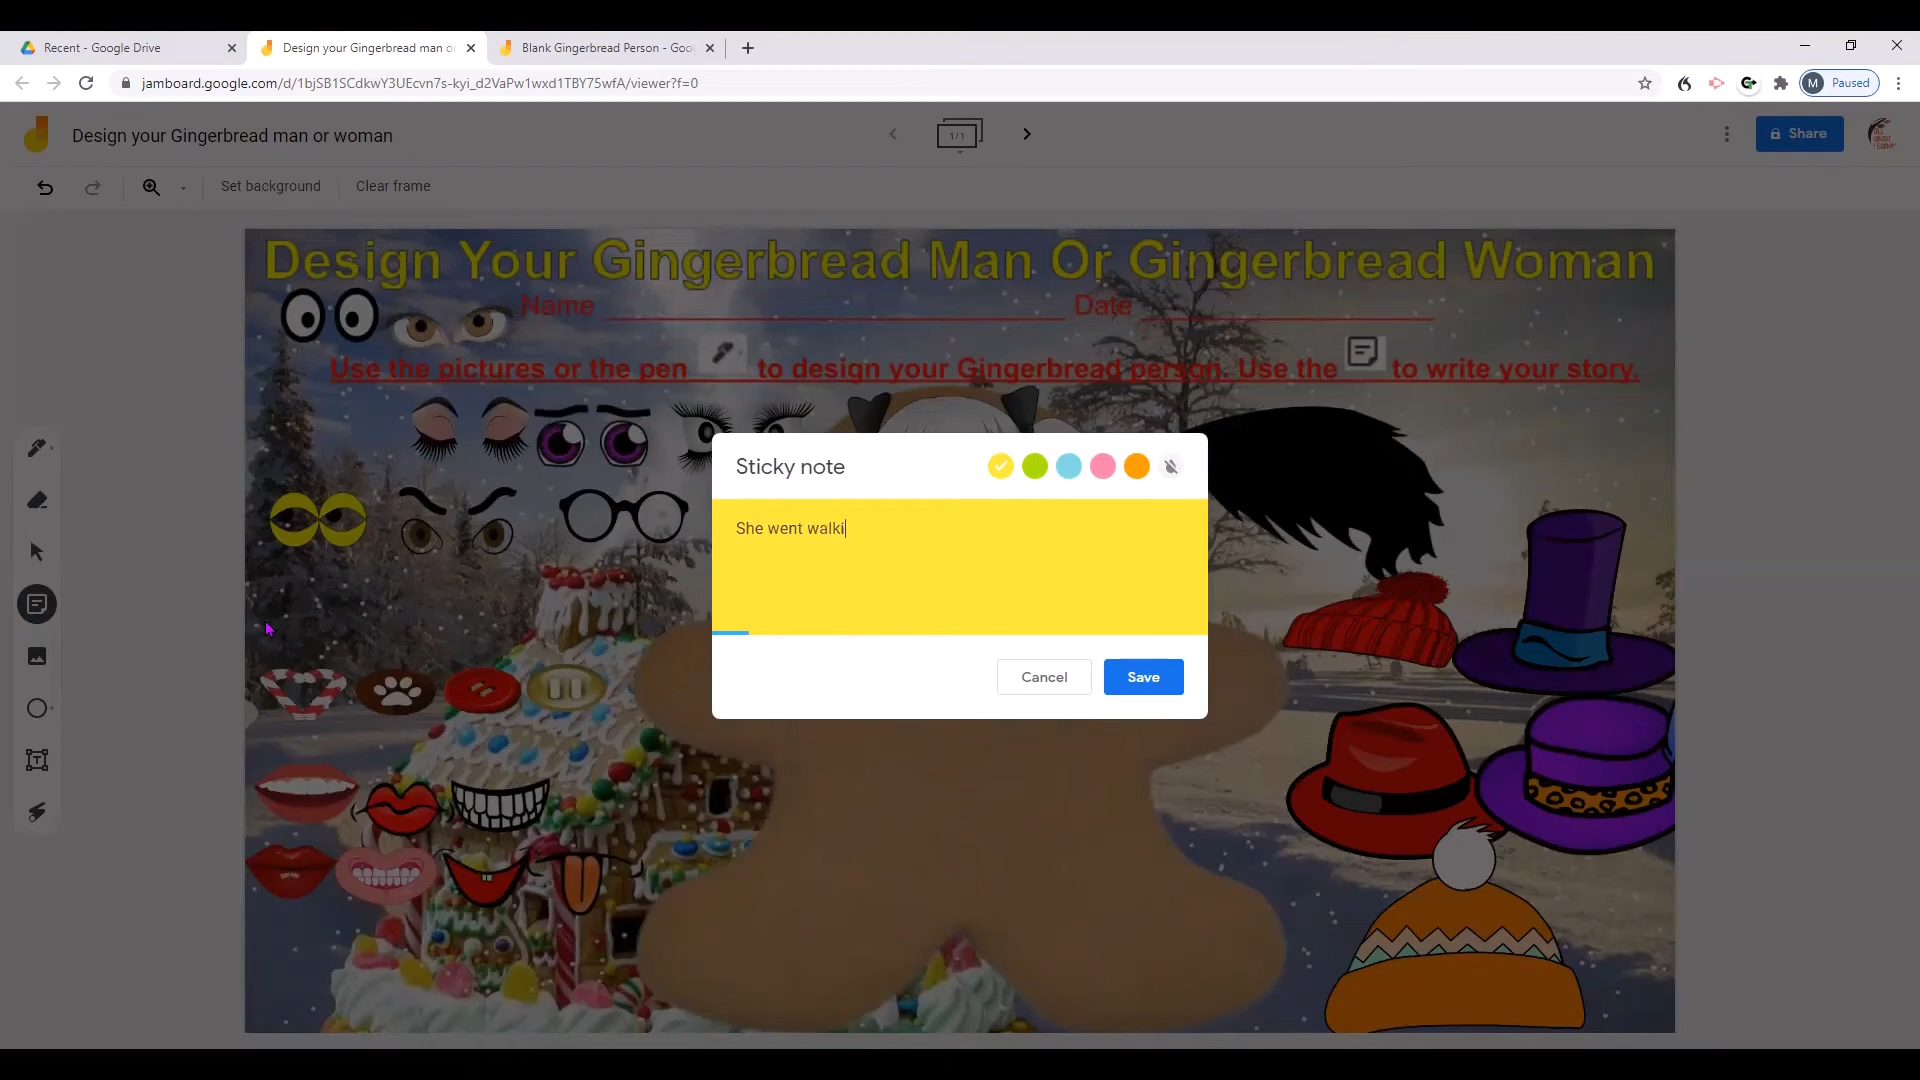 Recent - Google Drive
Design your Gingerbread man o
Blank Gingerbread Person - Goo
jamboard.google.com/d/1bjSB1SCdkwY3UEcvn7s-kyi_d2VaPw1wxd1TBY75wfA/viewer?f=0
M Paused
Design your Gingerbread man or woman
1/1
Share
Set background
Clear frame
Design Your Gingerbread Man Or Gingerbread Woman
Name Date
Use the pictures or the pen to design your Gingerbread person. Use the to write your story.
Sticky note
She went walki
Cancel
Save